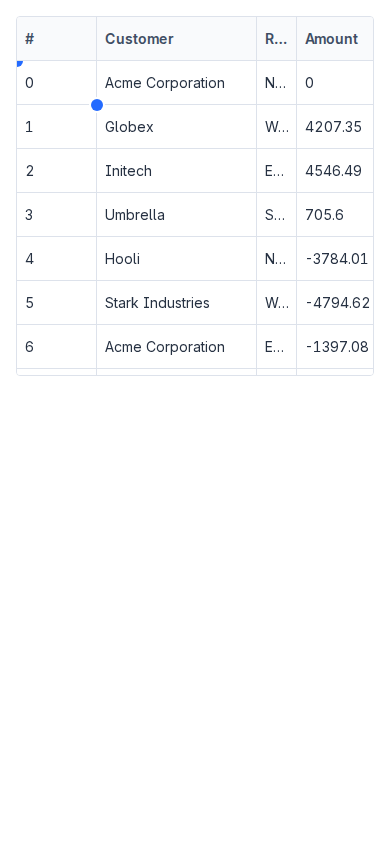 # Customer R... Amount
0 Acme Corporation N... 0
1 Globex W... 4207.35
2 Initech E... 4546.49
3 Umbrella S... 705.6
4 Hooli N... -3784.01
5 Stark Industries W... -4794.62
6 Acme Corporation E... -1397.08